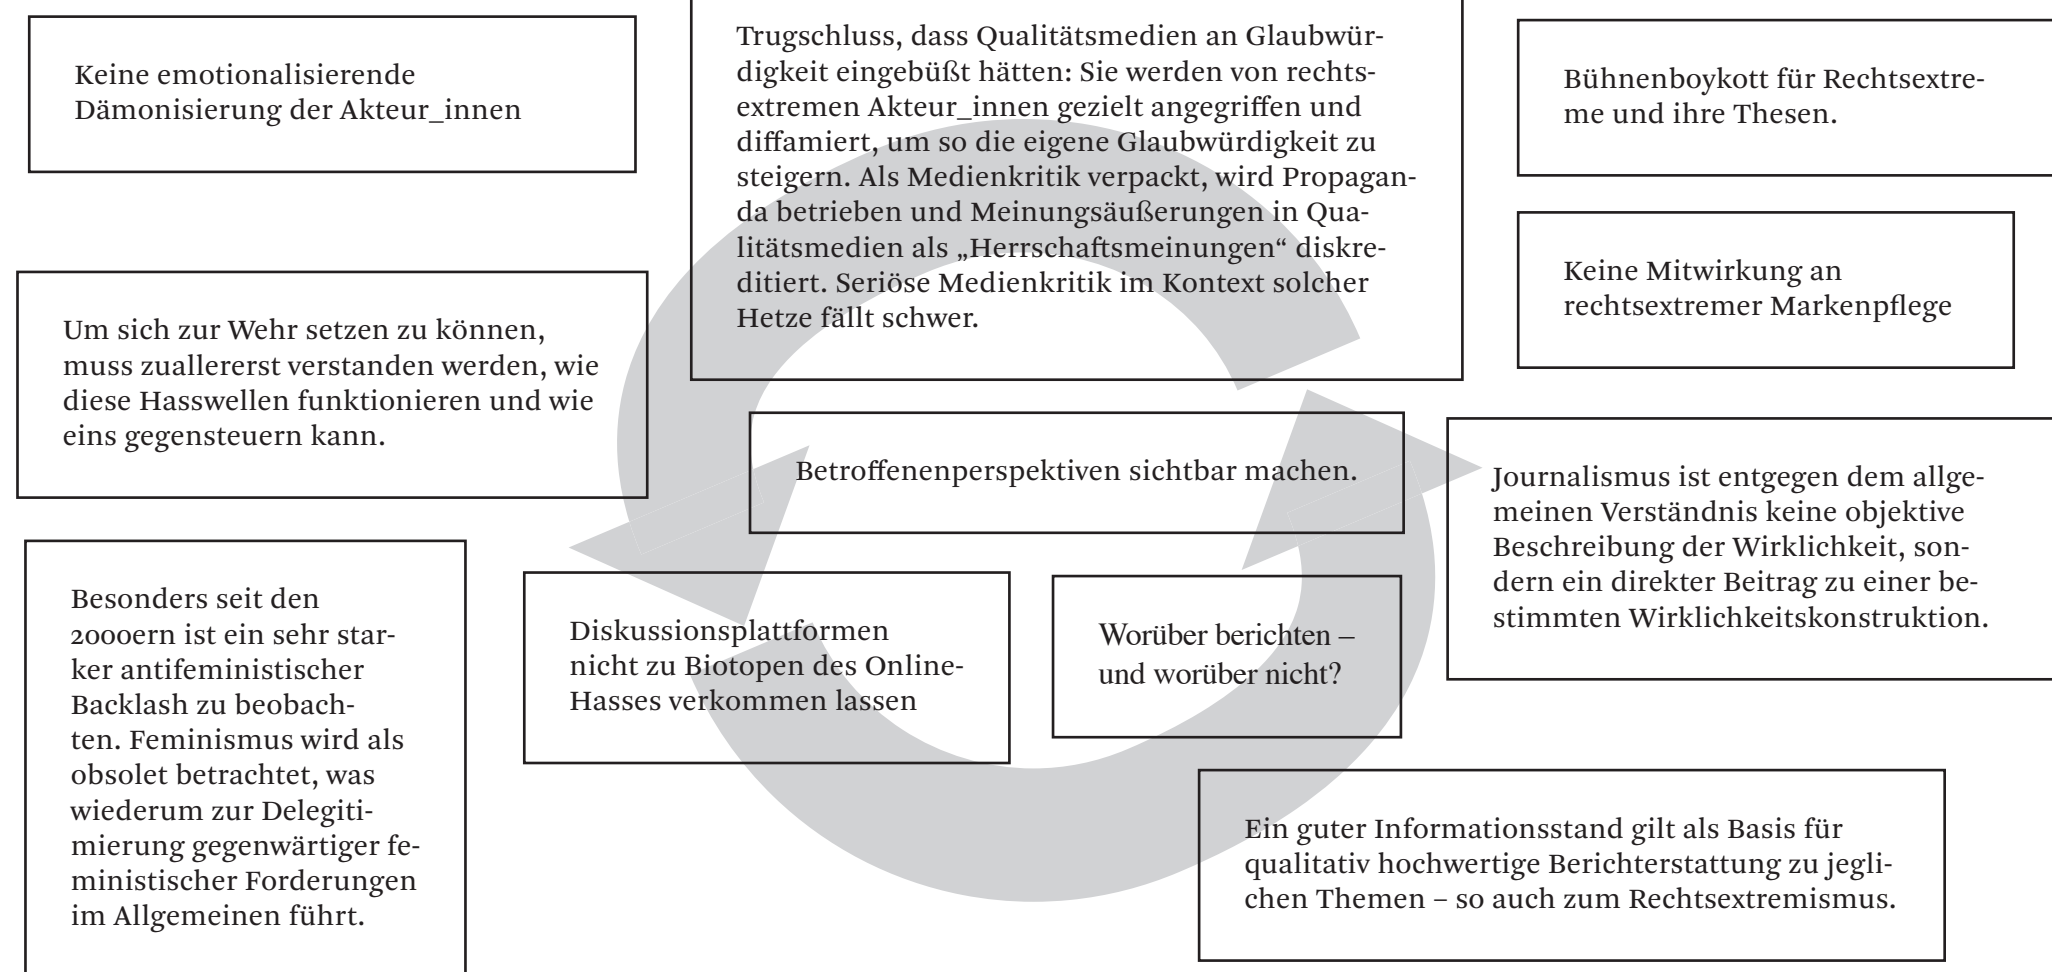 Keine emotionalisierende
Dämonisierung der Akteur_innen
Trugschluss, dass Qualitätsmedien an Glaubwür-
digkeit eingebüßt hätten: Sie werden von rechts-
extremen Akteur_innen gezielt angegriffen und
diffamiert, um so die eigene Glaubwürdigkeit zu
steigern. Als Medienkritik verpackt, wird Propagan-
da betrieben und Meinungsäußerungen in Qua-
litätsmedien als „Herrschaftsmeinungen“ diskre-
ditiert. Seriöse Medienkritik im Kontext solcher
Hetze fällt schwer.
Bühnenboykott für Rechtsextre-
me und ihre Thesen.
Keine Mitwirkung an
rechtsextremer Markenpflege
Um sich zur Wehr setzen zu können,
muss zuallererst verstanden werden, wie
diese Hasswellen funktionieren und wie
eins gegensteuern kann.
Betroffenenperspektiven sichtbar machen.
Journalismus ist entgegen dem allge-
meinen Verständnis keine objektive
Beschreibung der Wirklichkeit, son-
dern ein direkter Beitrag zu einer be-
stimmten Wirklichkeitskonstruktion.
Besonders seit den
2000ern ist ein sehr star-
ker antifeministischer
Backlash zu beobach-
ten. Feminismus wird als
obsolet betrachtet, was
wiederum zur Delegiti-
mierung gegenwärtiger fe-
ministischer Forderungen
im Allgemeinen führt.
Diskussionsplattformen
nicht zu Biotopen des Online-
Hasses verkommen lassen
Worüber berichten –
und worüber nicht?
Ein guter Informationsstand gilt als Basis für
qualitativ hochwertige Berichterstattung zu jegli-
chen Themen – so auch zum Rechtsextremismus.